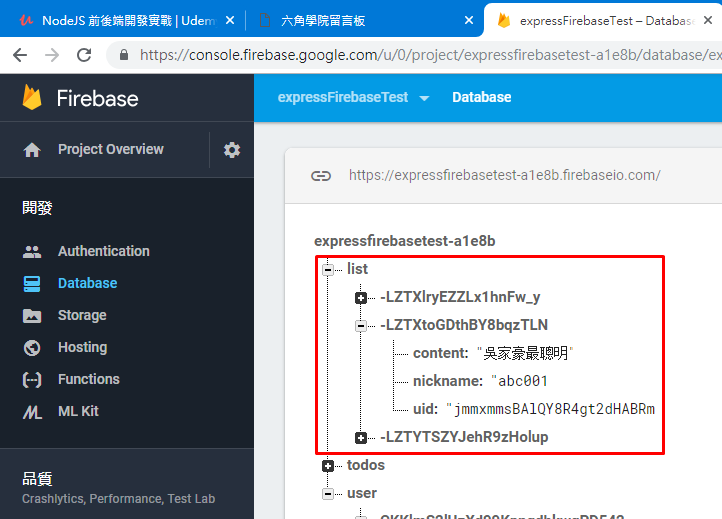 NodeJS 前後端開發實戰 | Udem
六角學院留言板
expressFirebaseTest – Databas
https://console.firebase.google.com/u/0/project/expressfirebasetest-a1e8b/database/ex
Firebase
expressFirebaseTest
Database
Project Overview
https://expressfirebasetest-a1e8b.firebaseio.com/
開發
Authentication
Database
Storage
Hosting
Functions
ML Kit
品質
Crashlytics, Performance, Test Lab
expressfirebasetest-a1e8b
list
-LZTXlryEZZLx1hnFw_y
-LZTXtoGDthBY8bqzTLN
content: "吳家豪最聰明"
nickname: "abc001
uid: "jmmxmmsBAlQY8R4gt2dHABRm
-LZTYTSZYJehR9zHolup
todos
user